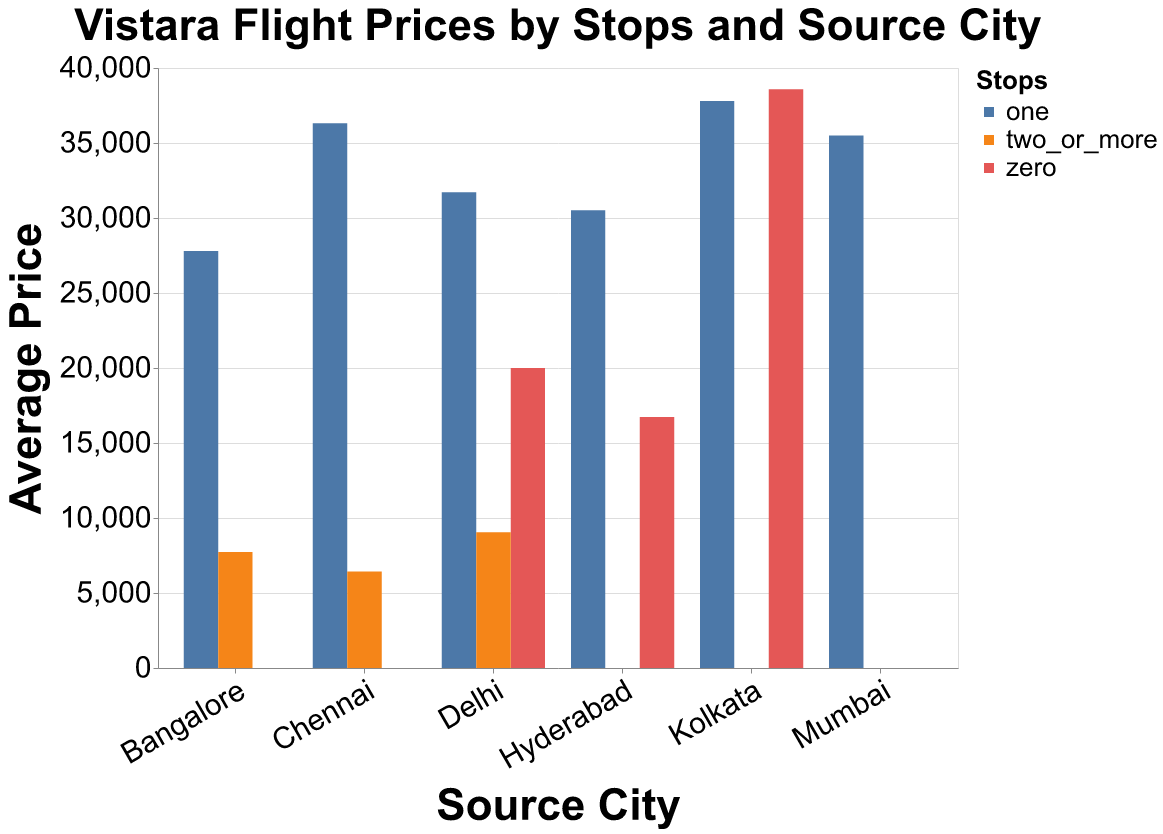 Vistara Flight Prices by Stops and Source City
40,000
35,000
30,000
25,000
20,000
15,000
10,000
5,000
0
Average Price
Bangalore
Chennai
Delhi
Hyderabad
Kolkata
Mumbai
Source City
Stops
one
two_or_more
zero